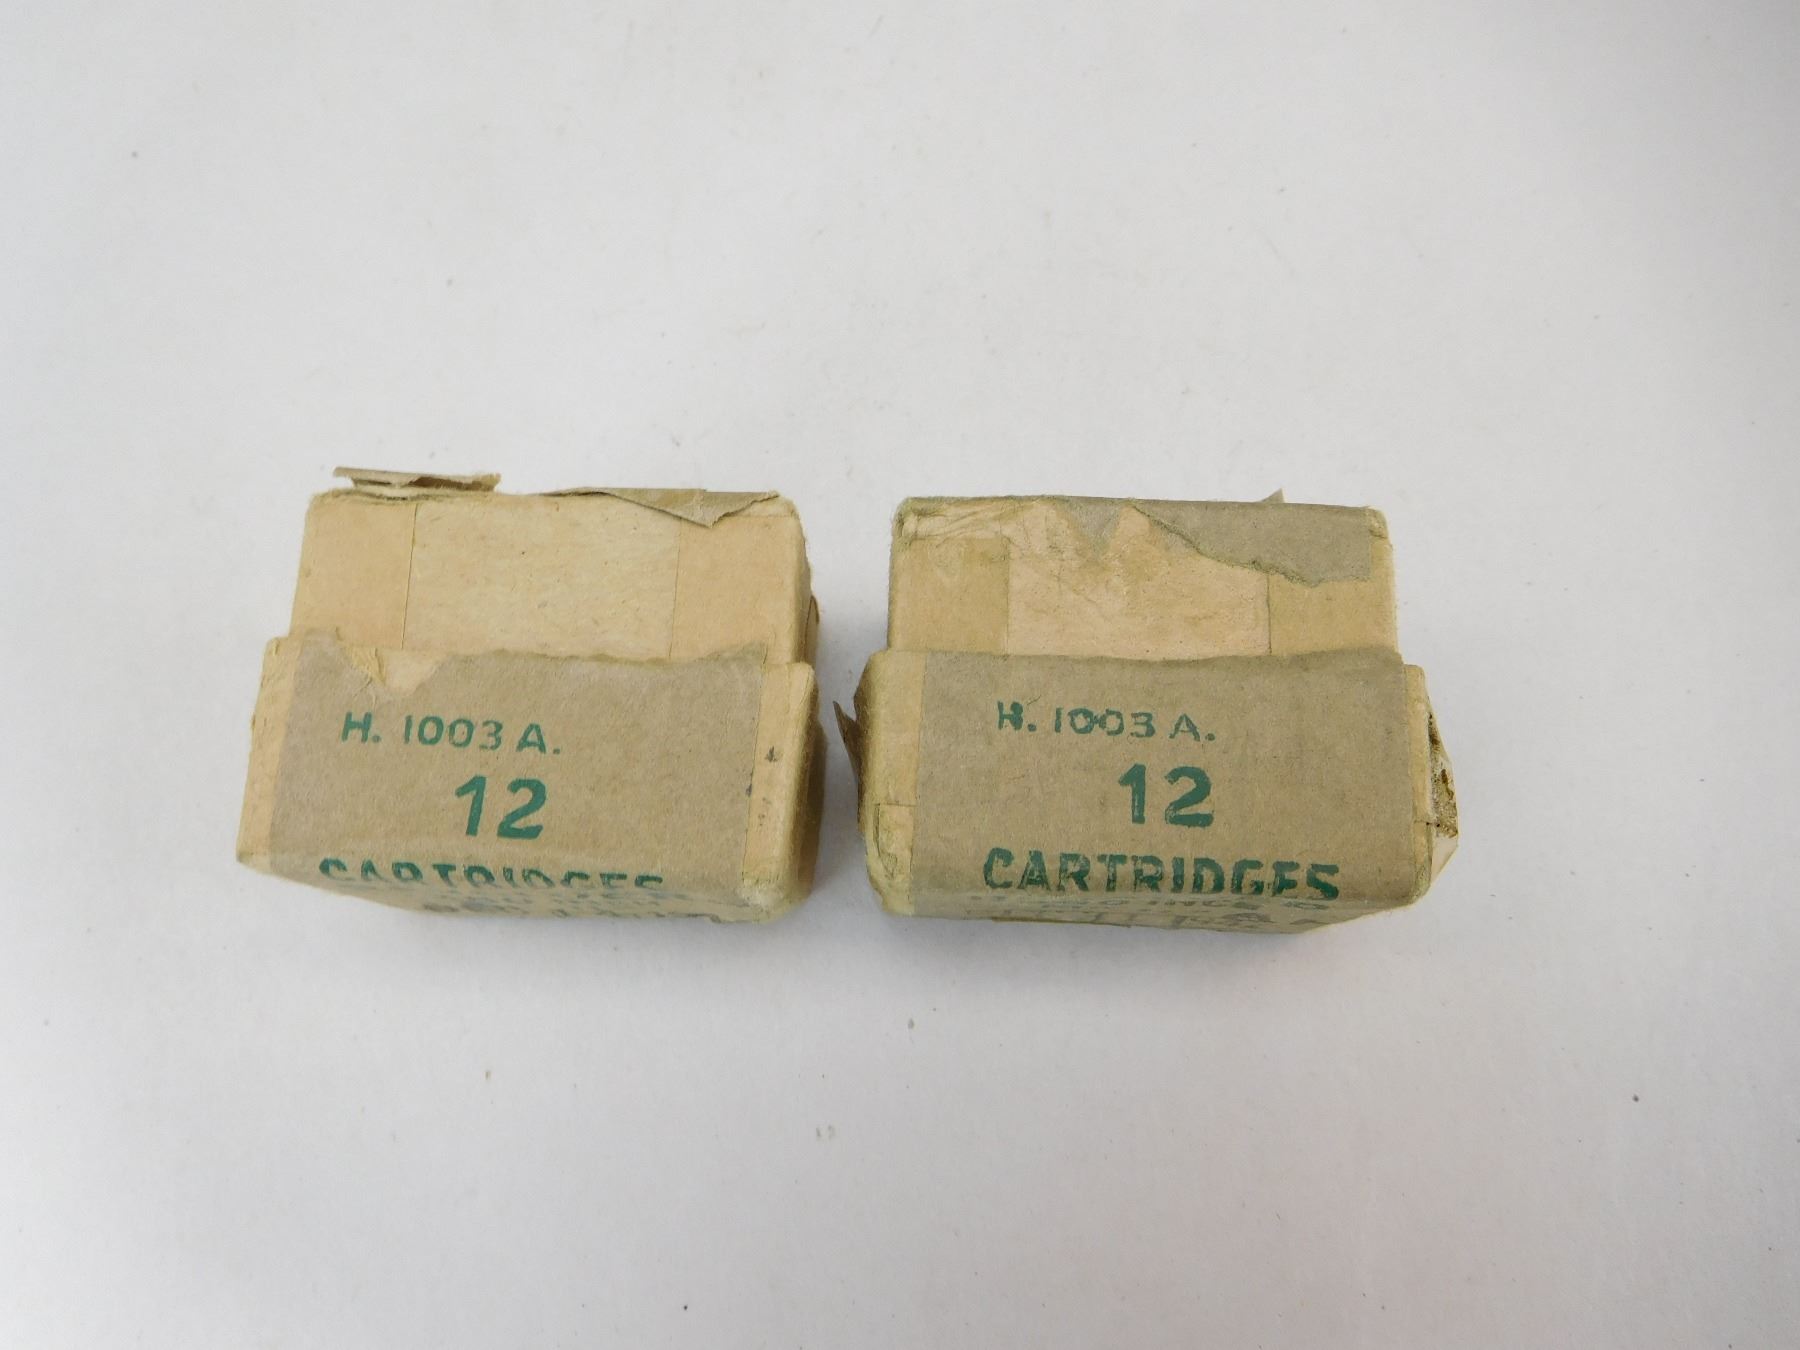 H. 1003 A.
12
CARTRIDGES
H. 1003 A.
12
CARTRIDGES